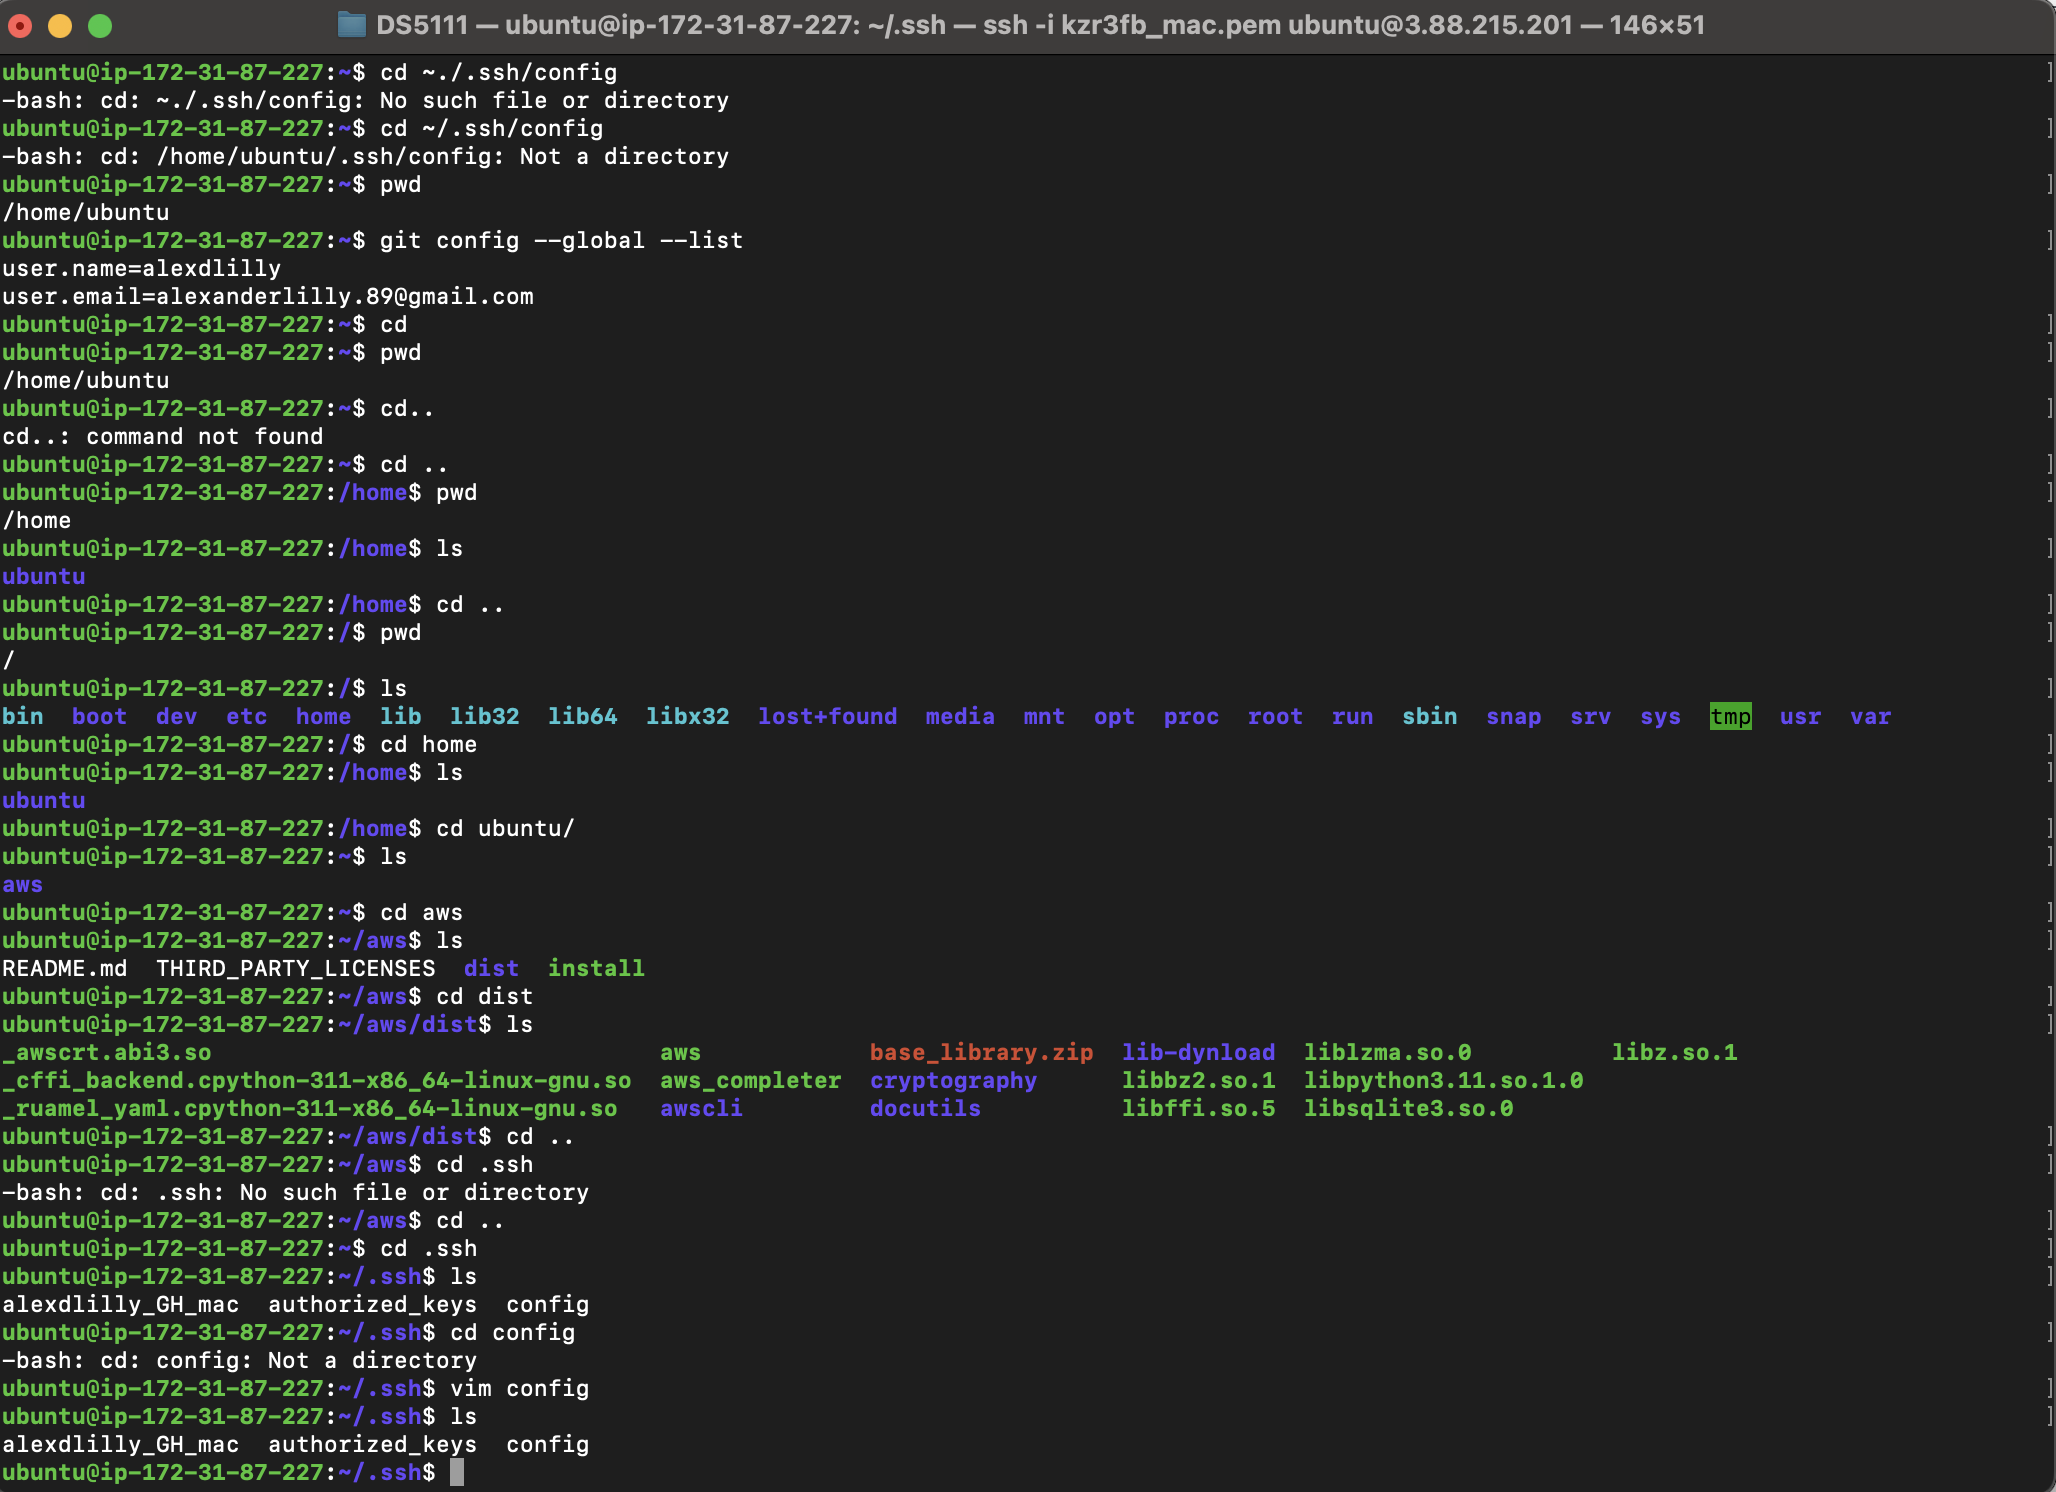 DS5111 — ubuntu@ip-172-31-87-227: ~/.ssh — ssh -i kzr3fb_mac.pem ubuntu@3.88.215.201 — 146×51
ubuntu@ip-172-31-87-227:~$ cd ~./.ssh/config
-bash: cd: ~./.ssh/config: No such file or directory
ubuntu@ip-172-31-87-227:~$ cd ~/.ssh/config
-bash: cd: /home/ubuntu/.ssh/config: Not a directory
ubuntu@ip-172-31-87-227:~$ pwd
/home/ubuntu
ubuntu@ip-172-31-87-227:~$ git config --global --list
user.name=alexdlilly
user.email=alexanderlilly.89@gmail.com
ubuntu@ip-172-31-87-227:~$ cd
ubuntu@ip-172-31-87-227:~$ pwd
/home/ubuntu
ubuntu@ip-172-31-87-227:~$ cd..
cd..: command not found
ubuntu@ip-172-31-87-227:~$ cd ..
ubuntu@ip-172-31-87-227:/home$ pwd
/home
ubuntu@ip-172-31-87-227:/home$ ls
ubuntu
ubuntu@ip-172-31-87-227:/home$ cd ..
ubuntu@ip-172-31-87-227:/$ pwd
/
ubuntu@ip-172-31-87-227:/$ ls
bin  boot  dev  etc  home  lib  lib32  lib64  libx32  lost+found  media  mnt  opt  proc  root  run  sbin  snap  srv  sys  tmp  usr  var
ubuntu@ip-172-31-87-227:/$ cd home
ubuntu@ip-172-31-87-227:/home$ ls
ubuntu
ubuntu@ip-172-31-87-227:/home$ cd ubuntu/
ubuntu@ip-172-31-87-227:~$ ls
aws
ubuntu@ip-172-31-87-227:~$ cd aws
ubuntu@ip-172-31-87-227:~/aws$ ls
README.md  THIRD_PARTY_LICENSES  dist  install
ubuntu@ip-172-31-87-227:~/aws$ cd dist
ubuntu@ip-172-31-87-227:~/aws/dist$ ls
_awscrt.abi3.so                                aws            base_library.zip  lib-dynload  liblzma.so.0          libz.so.1
_cffi_backend.cpython-311-x86_64-linux-gnu.so  aws_completer  cryptography      libbz2.so.1  libpython3.11.so.1.0
_ruamel_yaml.cpython-311-x86_64-linux-gnu.so   awscli         docutils          libffi.so.5  libsqlite3.so.0
ubuntu@ip-172-31-87-227:~/aws/dist$ cd ..
ubuntu@ip-172-31-87-227:~/aws$ cd .ssh
-bash: cd: .ssh: No such file or directory
ubuntu@ip-172-31-87-227:~/aws$ cd ..
ubuntu@ip-172-31-87-227:~$ cd .ssh
ubuntu@ip-172-31-87-227:~/.ssh$ ls
alexdlilly_GH_mac  authorized_keys  config
ubuntu@ip-172-31-87-227:~/.ssh$ cd config
-bash: cd: config: Not a directory
ubuntu@ip-172-31-87-227:~/.ssh$ vim config
ubuntu@ip-172-31-87-227:~/.ssh$ ls
alexdlilly_GH_mac  authorized_keys  config
ubuntu@ip-172-31-87-227:~/.ssh$